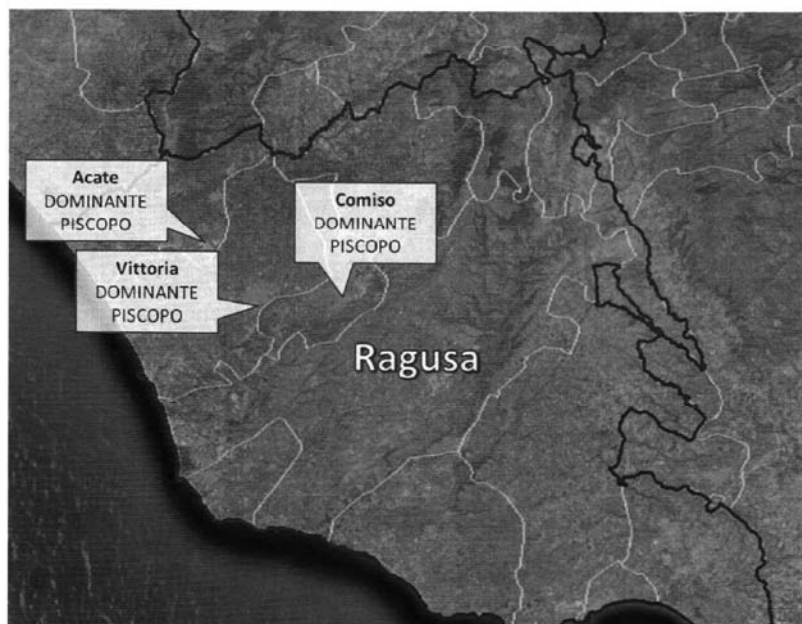 Acate
DOMINANTE
PISCOPO
Comiso
DOMINANTE
PISCOPO
Vittoria
DOMINANTE
PISCOPO
Ragusa